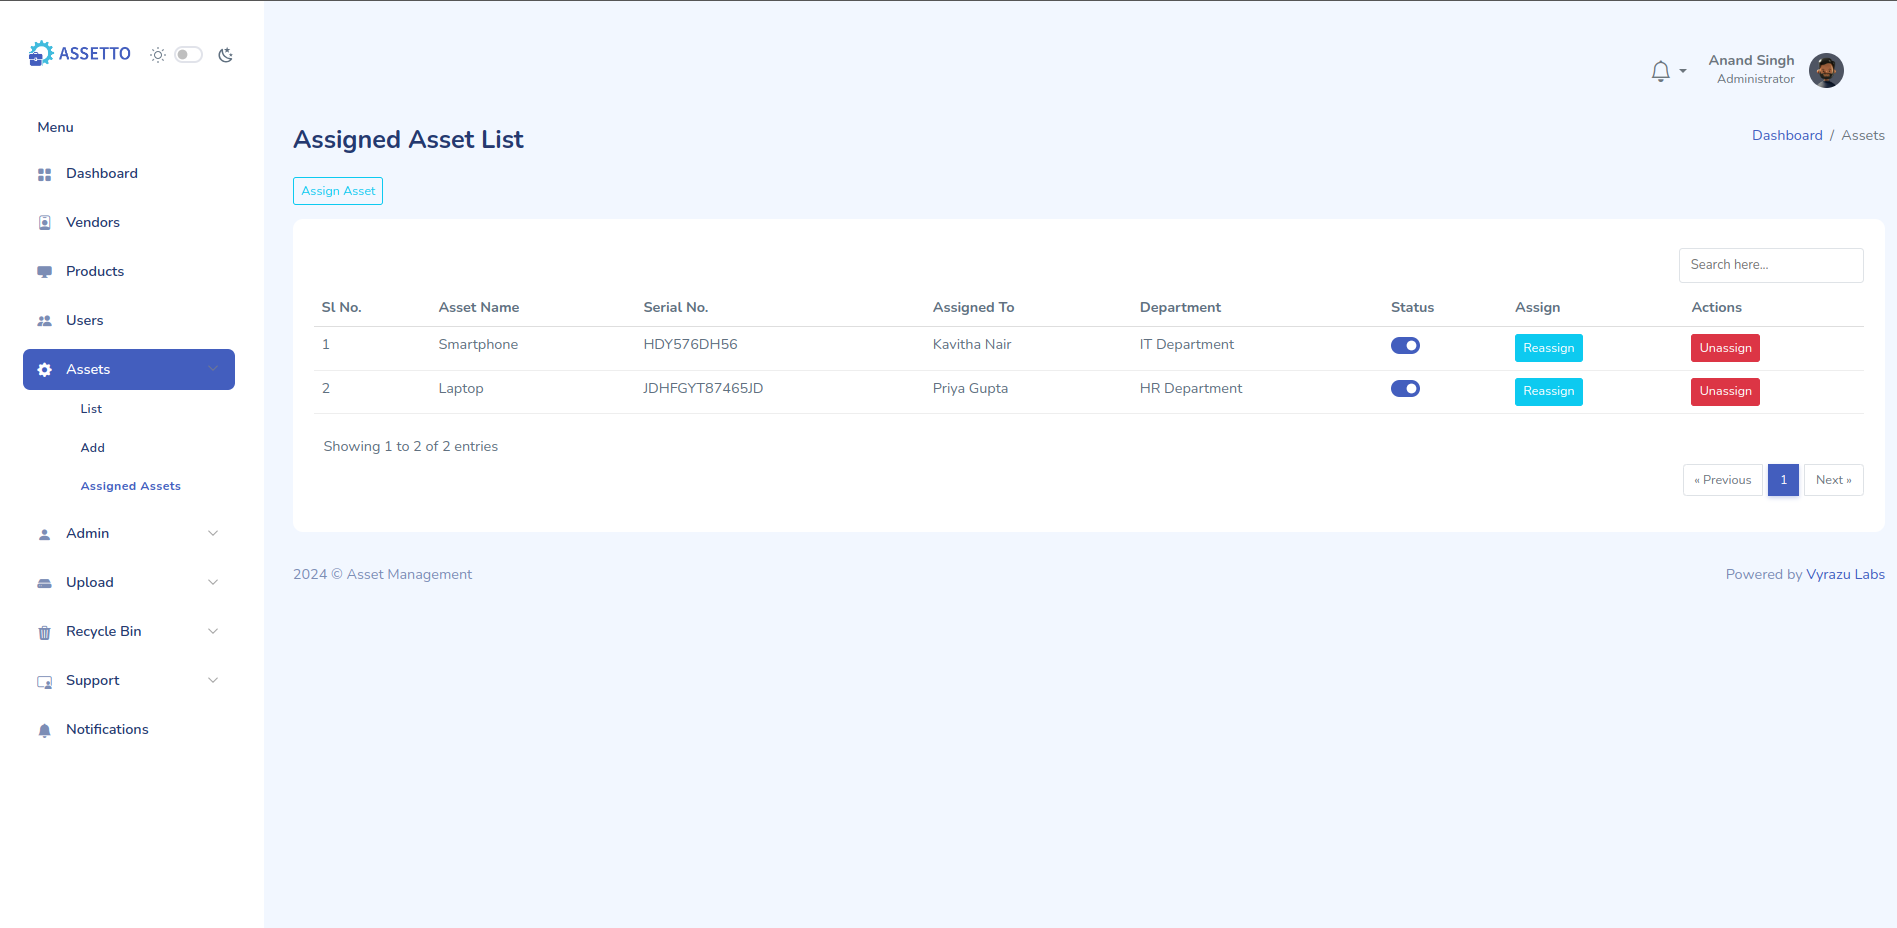 ASSETTO
Anand Singh
Administrator
Menu
Dashboard
Vendors
Products
Users
Assets
List
Add
Assigned Assets
Admin
Upload
Recycle Bin
Support
Notifications
Assigned Asset List
Dashboard / Assets
Assign Asset
Search here...
Sl No. Asset Name Serial No. Assigned To Department Status Assign Actions
1 Smartphone HDY576DH56 Kavitha Nair IT Department Reassign Unassign
2 Laptop JDHFGYT87465JD Priya Gupta HR Department Reassign Unassign
Showing 1 to 2 of 2 entries
« Previous 1 Next »
2024 © Asset Management
Powered by Vyrazu Labs